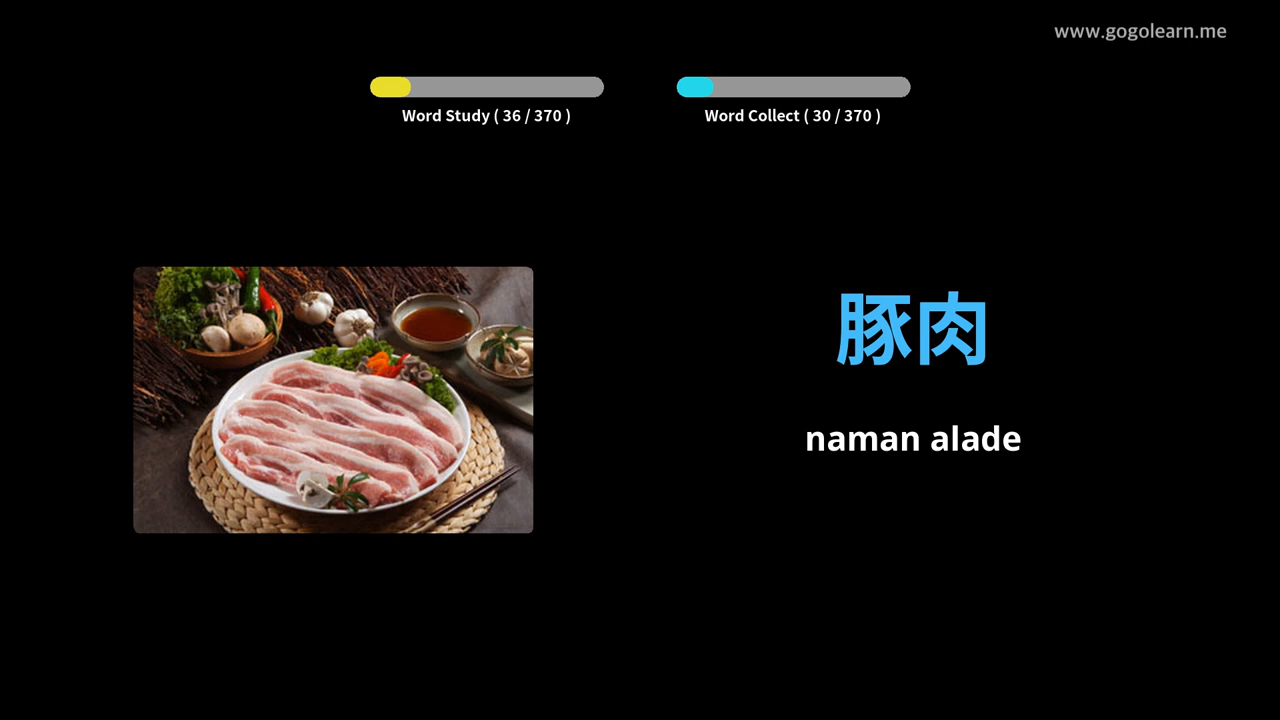 www.gogolearn.me
Word Study ( 36 / 370 )
Word Collect ( 30 / 370 )
豚肉
naman alade